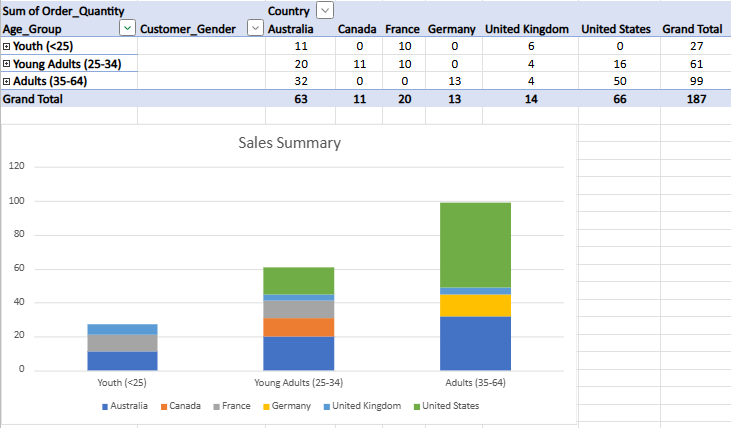 Sum of Order_Quantity Country
Age_Group Customer_Gender Australia Canada France Germany United Kingdom United States Grand Total
Youth (<25) 11 0 10 0 6 0 27
Young Adults (25-34) 20 11 10 0 4 16 61
Adults (35-64) 32 0 0 13 4 50 99
Grand Total 63 11 20 13 14 66 187
Sales Summary
120
100
80
60
40
20
0
Youth (<25) Young Adults (25-34) Adults (35-64)
Australia Canada France Germany United Kingdom United States